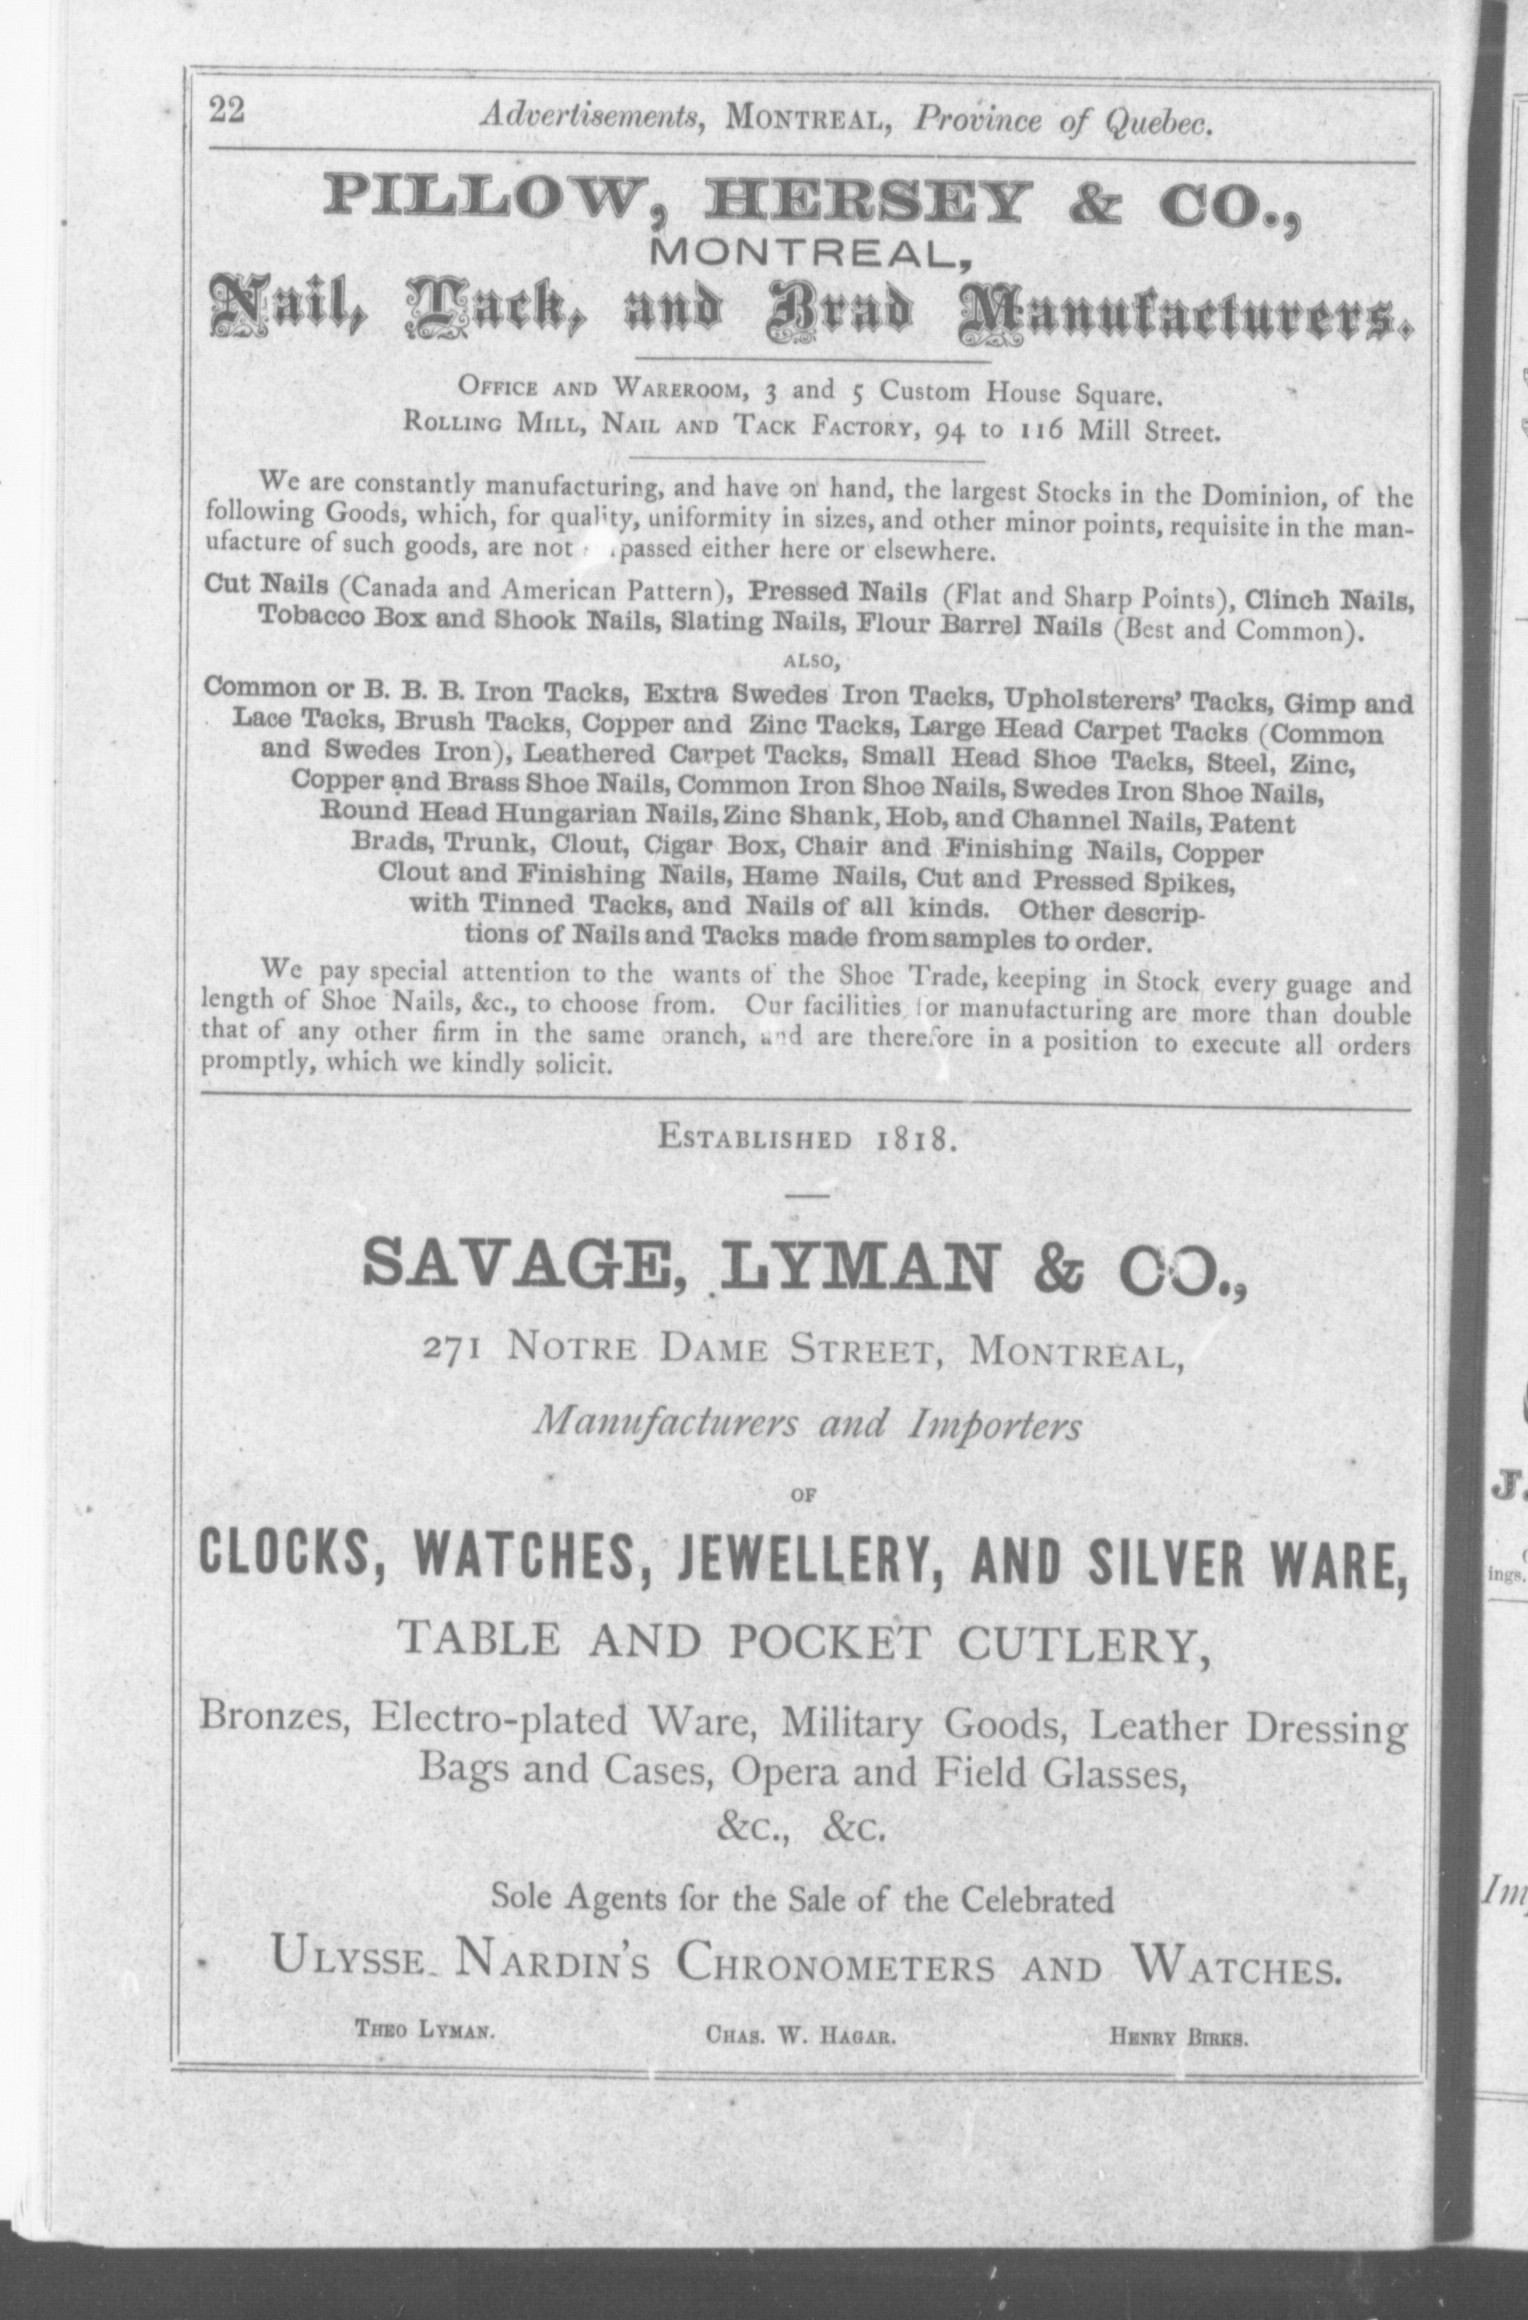 22 Advertisements, MONTREAL, Province of Quebec.
PILLOW, HERSEY & CO.,
MONTREAL,
Nail, Tack, and Brad Manufacturers.
OFFICE AND WAREROOM, 3 and 5 Custom House Square.
ROLLING MILL, NAIL AND TACK FACTORY, 94 to 116 Mill Street.
We are constantly manufacturing, and have on hand, the largest Stocks in the Dominion, of the
following Goods, which, for quality, uniformity in sizes, and other minor points, requisite in the man-
ufacture of such goods, are not passed either here or elsewhere.
Cut Nails (Canada and American Pattern), Pressed Nails (Flat and Sharp Points), Clinch Nails,
Tobacco Box and Shook Nails, Slating Nails, Flour Barrel Nails (Best and Common).
ALSO,
Common or B. B. B. Iron Tacks, Extra Swedes Iron Tacks, Upholsterers' Tacks, Gimp and
Lace Tacks, Brush Tacks, Copper and Zinc Tacks, Large Head Carpet Tacks (Common
and Swedes Iron), Leathered Carpet Tacks, Small Head Shoe Tacks, Steel, Zinc,
Copper and Brass Shoe Nails, Common Iron Shoe Nails, Swedes Iron Shoe Nails,
Round Head Hungarian Nails, Zinc Shank, Hob, and Channel Nails, Patent
Brads, Trunk, Clout, Cigar Box, Chair and Finishing Nails, Copper
Clout and Finishing Nails, Hame Nails, Cut and Pressed Spikes,
with Tinned Tacks, and Nails of all kinds. Other descrip-
tions of Nails and Tacks made from samples to order.
We pay special attention to the wants of the Shoe Trade, keeping in Stock every guage and
length of Shoe Nails, &c., to choose from. Our facilities for manufacturing are more than double
that of any other firm in the same branch, and are therefore in a position to execute all orders
promptly, which we kindly solicit.
ESTABLISHED 1818.
SAVAGE, LYMAN & CO.,
271 NOTRE DAME STREET, MONTREAL,
Manufacturers and Importers
OF
CLOCKS, WATCHES, JEWELLERY, AND SILVER WARE,
TABLE AND POCKET CUTLERY,
Bronzes, Electro-plated Ware, Military Goods, Leather Dressing
Bags and Cases, Opera and Field Glasses,
&c., &c.
Sole Agents for the Sale of the Celebrated
ULYSSE NARDIN'S CHRONOMETERS AND WATCHES.
THEO LYMAN. CHAS. W. HAGAR. HENRY BIRKS.
J.
ings.